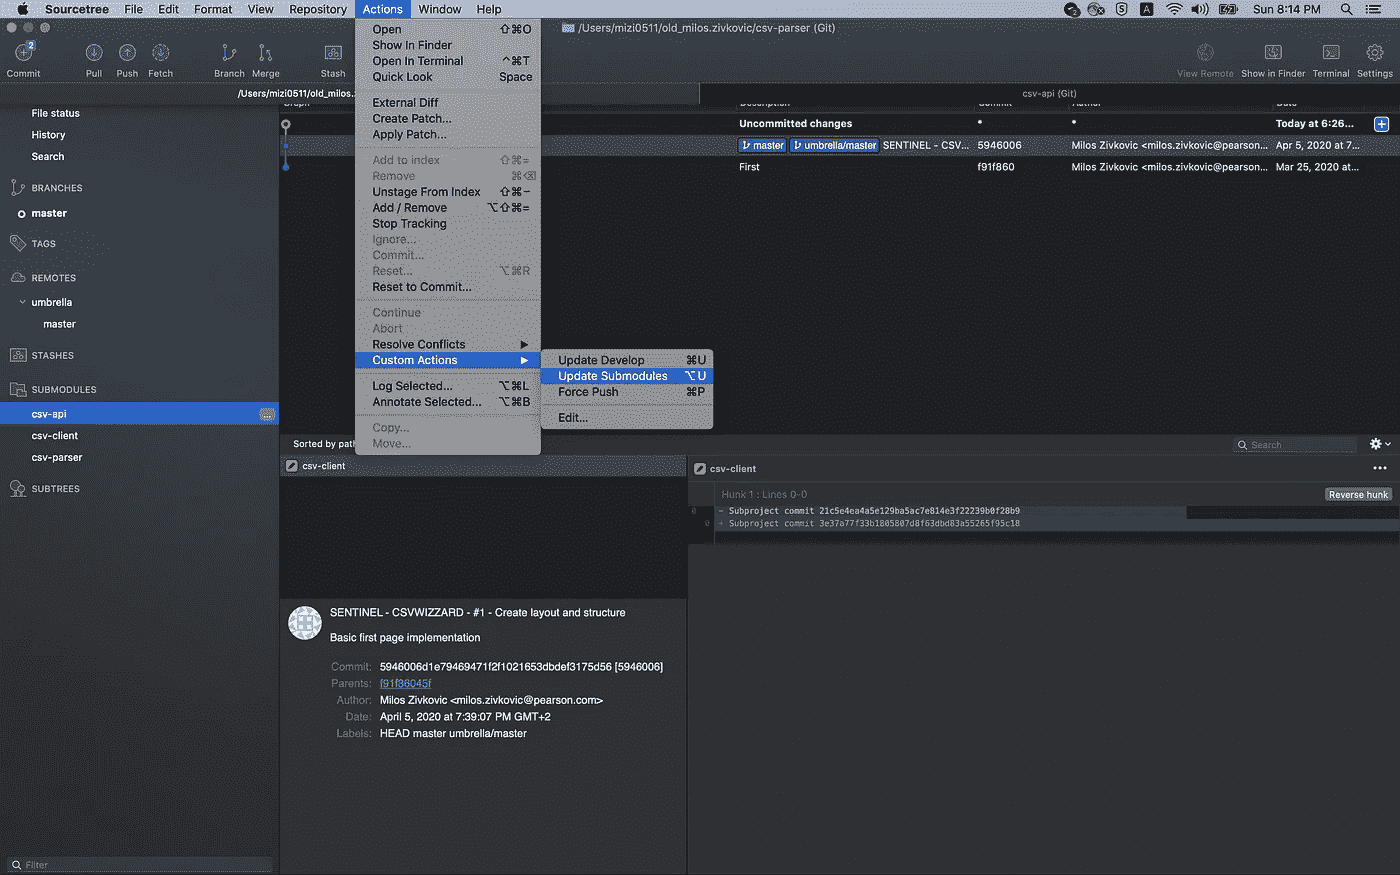 Sourcetree File Edit Format View Repository Actions Window Help Sun 8:14 PM
/Users/mizi0511/old_milos.zivkovic/csv-parser (Git)
2
Commit Pull Push Fetch Branch Merge Stash View Remote Show in Finder Terminal Settings
/Users/mizi0511/old_milos. csv-api (Git)
File status
History
Search
BRANCHES
master
TAGS
REMOTES
umbrella
master
STASHES
SUBMODULES
csv-api
csv-client
csv-parser
SUBTREES
Filter
Open ⇧⌘O
Show In Finder
Open In Terminal ^⌘T
Quick Look Space
External Diff
Create Patch...
Apply Patch...
Add to index ⇧⌘=
Remove ⌘⌫
Unstage From Index ⇧⌘−
Add / Remove ⌥⇧⌘=
Stop Tracking
Ignore...
Commit...
Reset... ⌥⌘R
Reset to Commit...
Continue
Abort
Resolve Conflicts ▶
Custom Actions ▶
Log Selected... ⌥⌘L
Annotate Selected... ⌥⌘B
Copy...
Move...
Update Develop ⌘U
Update Submodules ⌥U
Force Push ⌘P
Edit...
Graph Description Commit Author Date
Uncommitted changes * * Today at 6:26...
master umbrella/master SENTINEL - CSV... 5946006 Milos Zivkovic <milos.zivkovic@pearson... Apr 5, 2020 at 7...
First f91f860 Milos Zivkovic <milos.zivkovic@pearson... Mar 25, 2020 at...
Sorted by path Search
csv-client
csv-client
Hunk 1 : Lines 0-0 Reverse hunk
0 - Subproject commit 21c5e4ea4a5e129ba5ac7e814e3f22239b0f28b9
0 + Subproject commit 3e37a77f33b1805807d8f63dbd83a55265f95c18
SENTINEL - CSVWIZZARD - #1 - Create layout and structure
Basic first page implementation
Commit: 5946006d1e79469471f2f1021653dbdef3175d56 [5946006]
Parents: f91f36045f
Author: Milos Zivkovic <milos.zivkovic@pearson.com>
Date: April 5, 2020 at 7:39:07 PM GMT+2
Labels: HEAD master umbrella/master